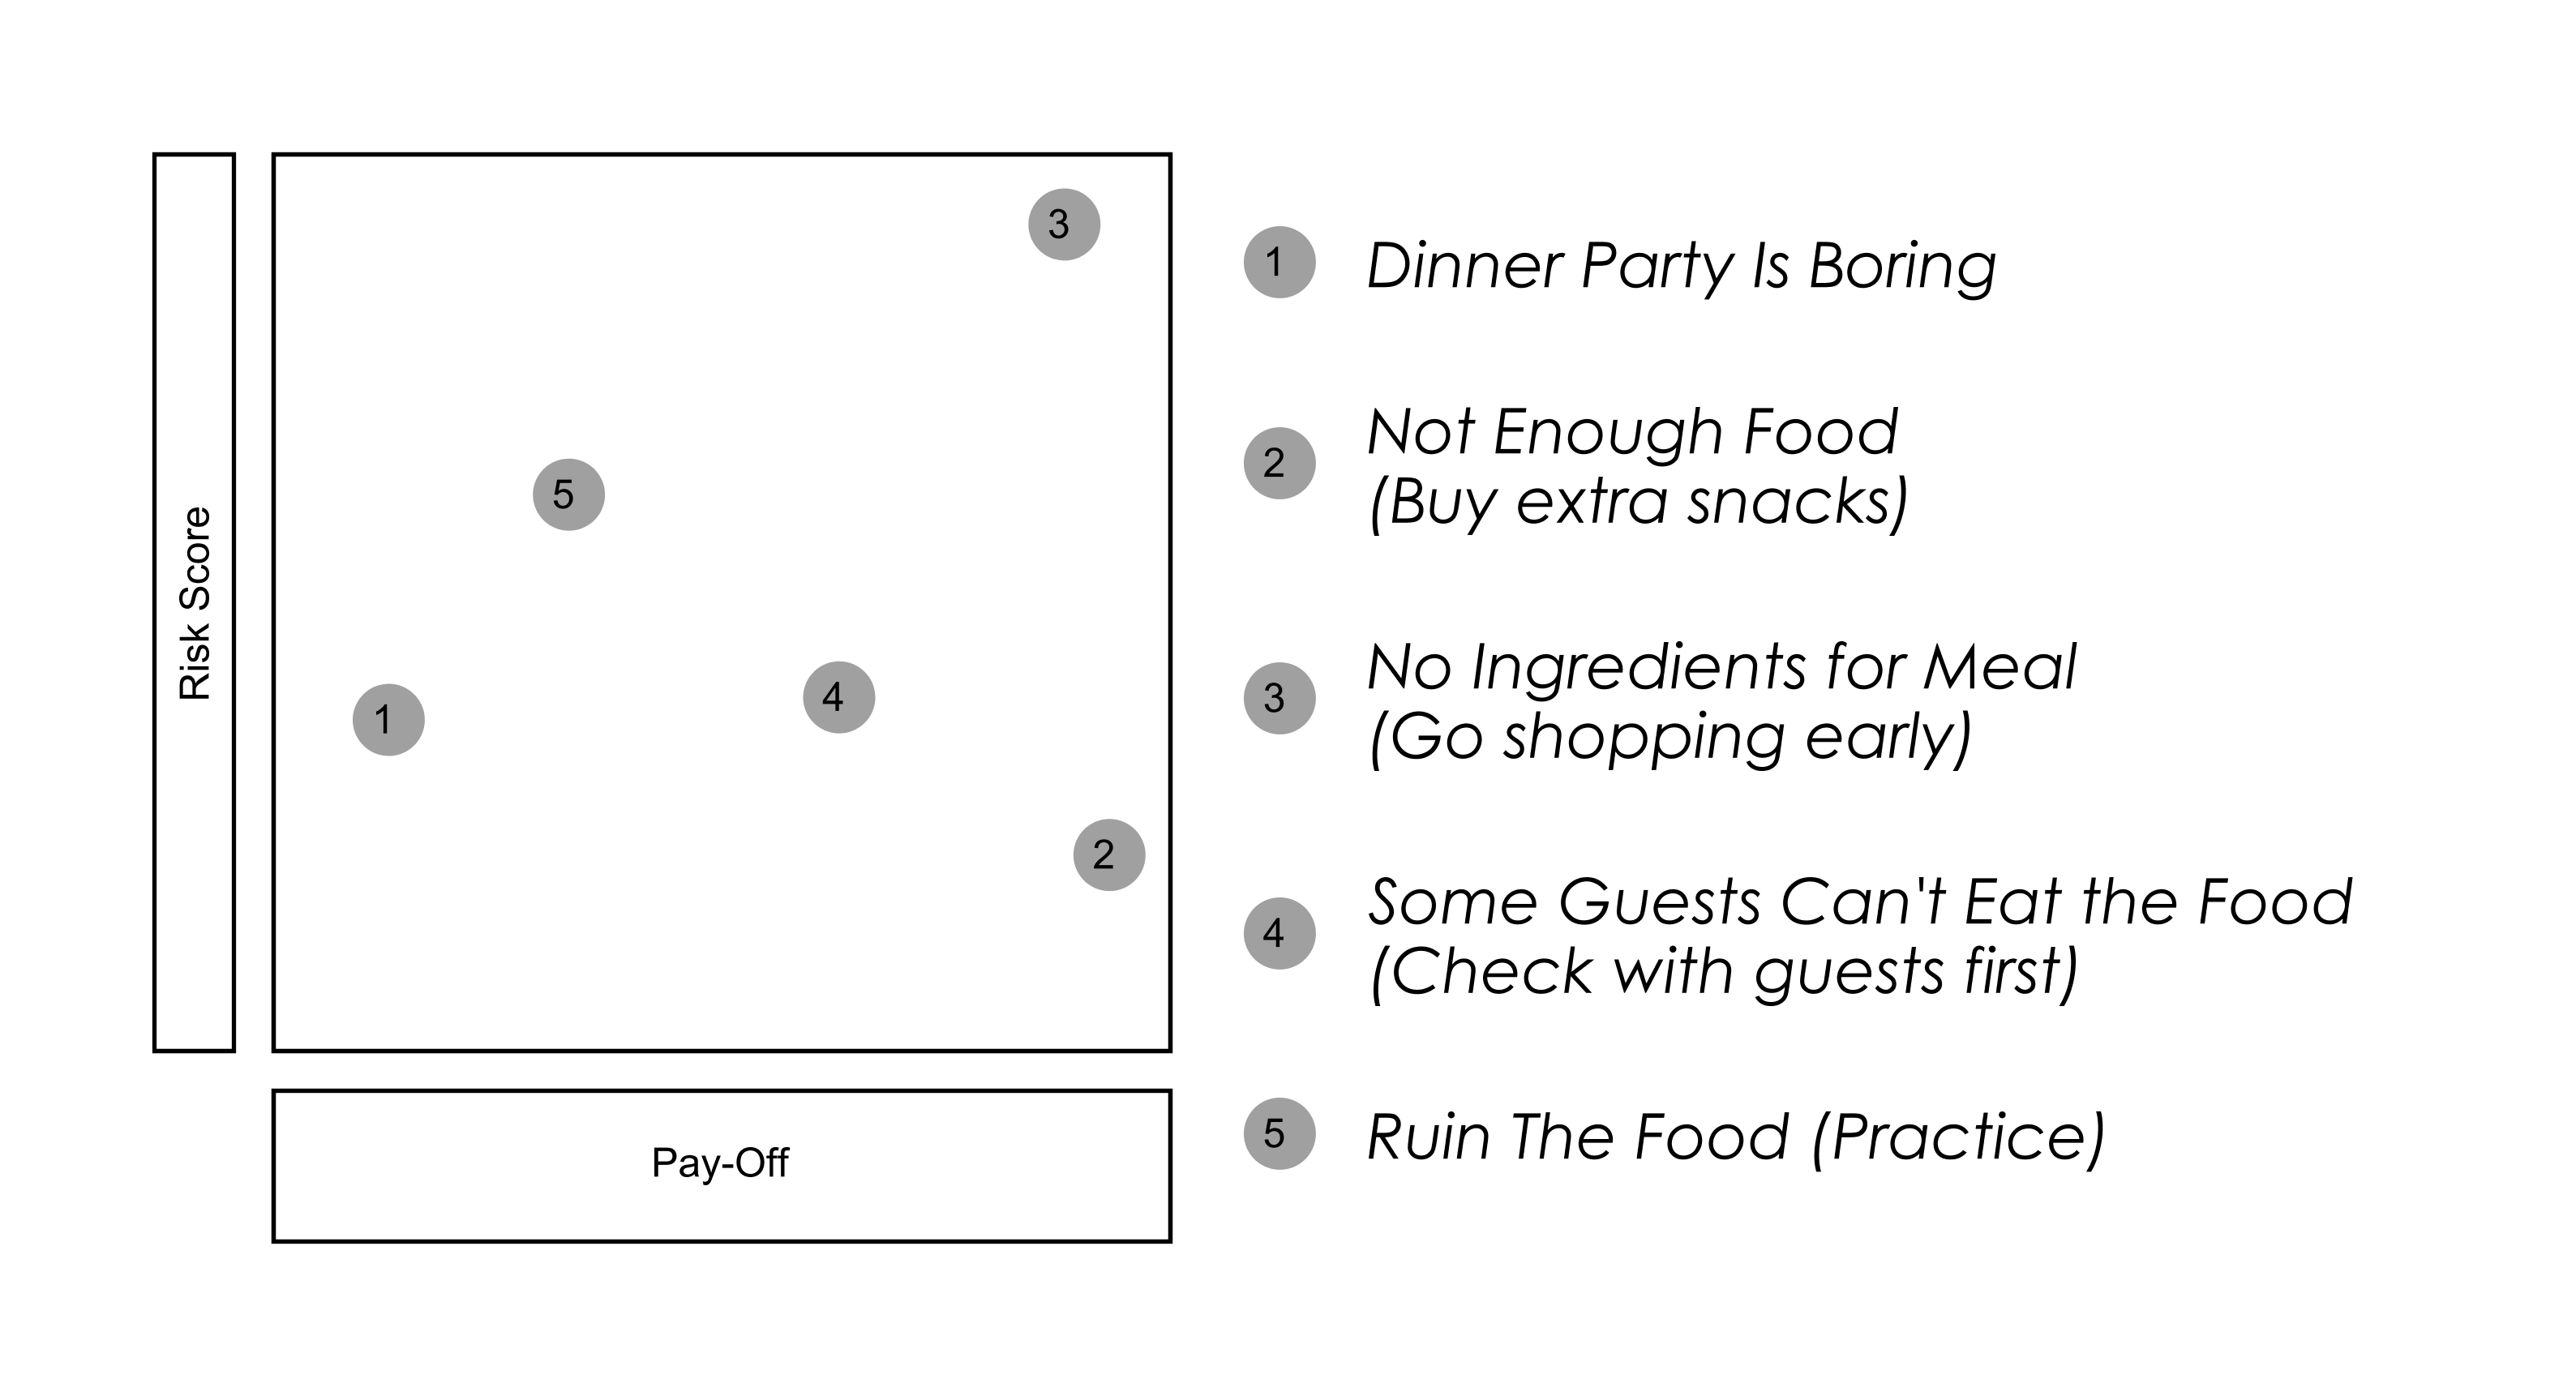 Risk Score
3
5
4
1
2
Pay-Off
1 Dinner Party Is Boring
2 Not Enough Food
(Buy extra snacks)
3 No Ingredients for Meal
(Go shopping early)
4 Some Guests Can't Eat the Food
(Check with guests first)
5 Ruin The Food (Practice)